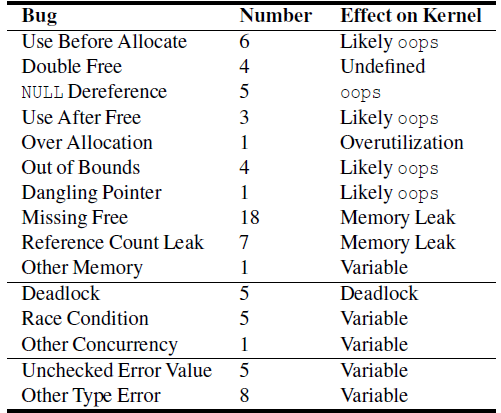 Bug Number Effect on Kernel
Use Before Allocate 6 Likely oops
Double Free 4 Undefined
NULL Dereference 5 oops
Use After Free 3 Likely oops
Over Allocation 1 Overutilization
Out of Bounds 4 Likely oops
Dangling Pointer 1 Likely oops
Missing Free 18 Memory Leak
Reference Count Leak 7 Memory Leak
Other Memory 1 Variable
Deadlock 5 Deadlock
Race Condition 5 Variable
Other Concurrency 1 Variable
Unchecked Error Value 5 Variable
Other Type Error 8 Variable